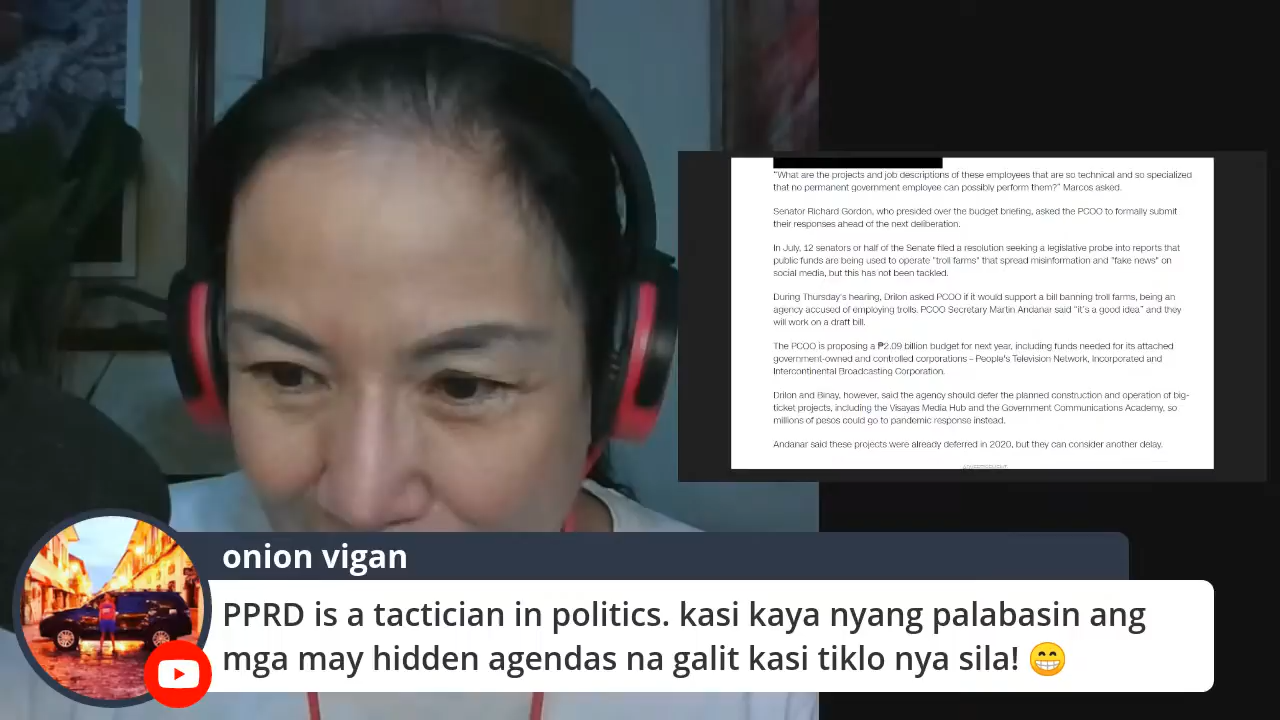 "What are the projects and job descriptions of these employees that are so technical and so specialized
that no permanent government employee can possibly perform them?" Marcos asked.
Senator Richard Gordon, who presided over the budget briefing, asked the PCOO to formally submit
their responses ahead of the next deliberation.
In July, 12 senators or half of the Senate filed a resolution seeking a legislative probe into reports that
public funds are being used to operate "troll farms" that spread misinformation and "fake news" on
social media, but this has not been tackled.
During Thursday's hearing, Drilon asked PCOO if it would support a bill banning troll farms, being an
agency accused of employing trolls. PCOO Secretary Martin Andanar said "it's a good idea" and they
will work on a draft bill.
The PCOO is proposing a ₱2.09 billion budget for next year, including funds needed for its attached
government-owned and controlled corporations – People's Television Network, Incorporated and
Intercontinental Broadcasting Corporation.
Drilon and Binay, however, said the agency should defer the planned construction and operation of big-
ticket projects, including the Visayas Media Hub and the Government Communications Academy, so
millions of pesos could go to pandemic response instead.
Andanar said these projects were already deferred in 2020, but they can consider another delay.
ADVERTISEMENT
onion vigan
PPRD is a tactician in politics. kasi kaya nyang palabasin ang
mga may hidden agendas na galit kasi tiklo nya sila! 😁